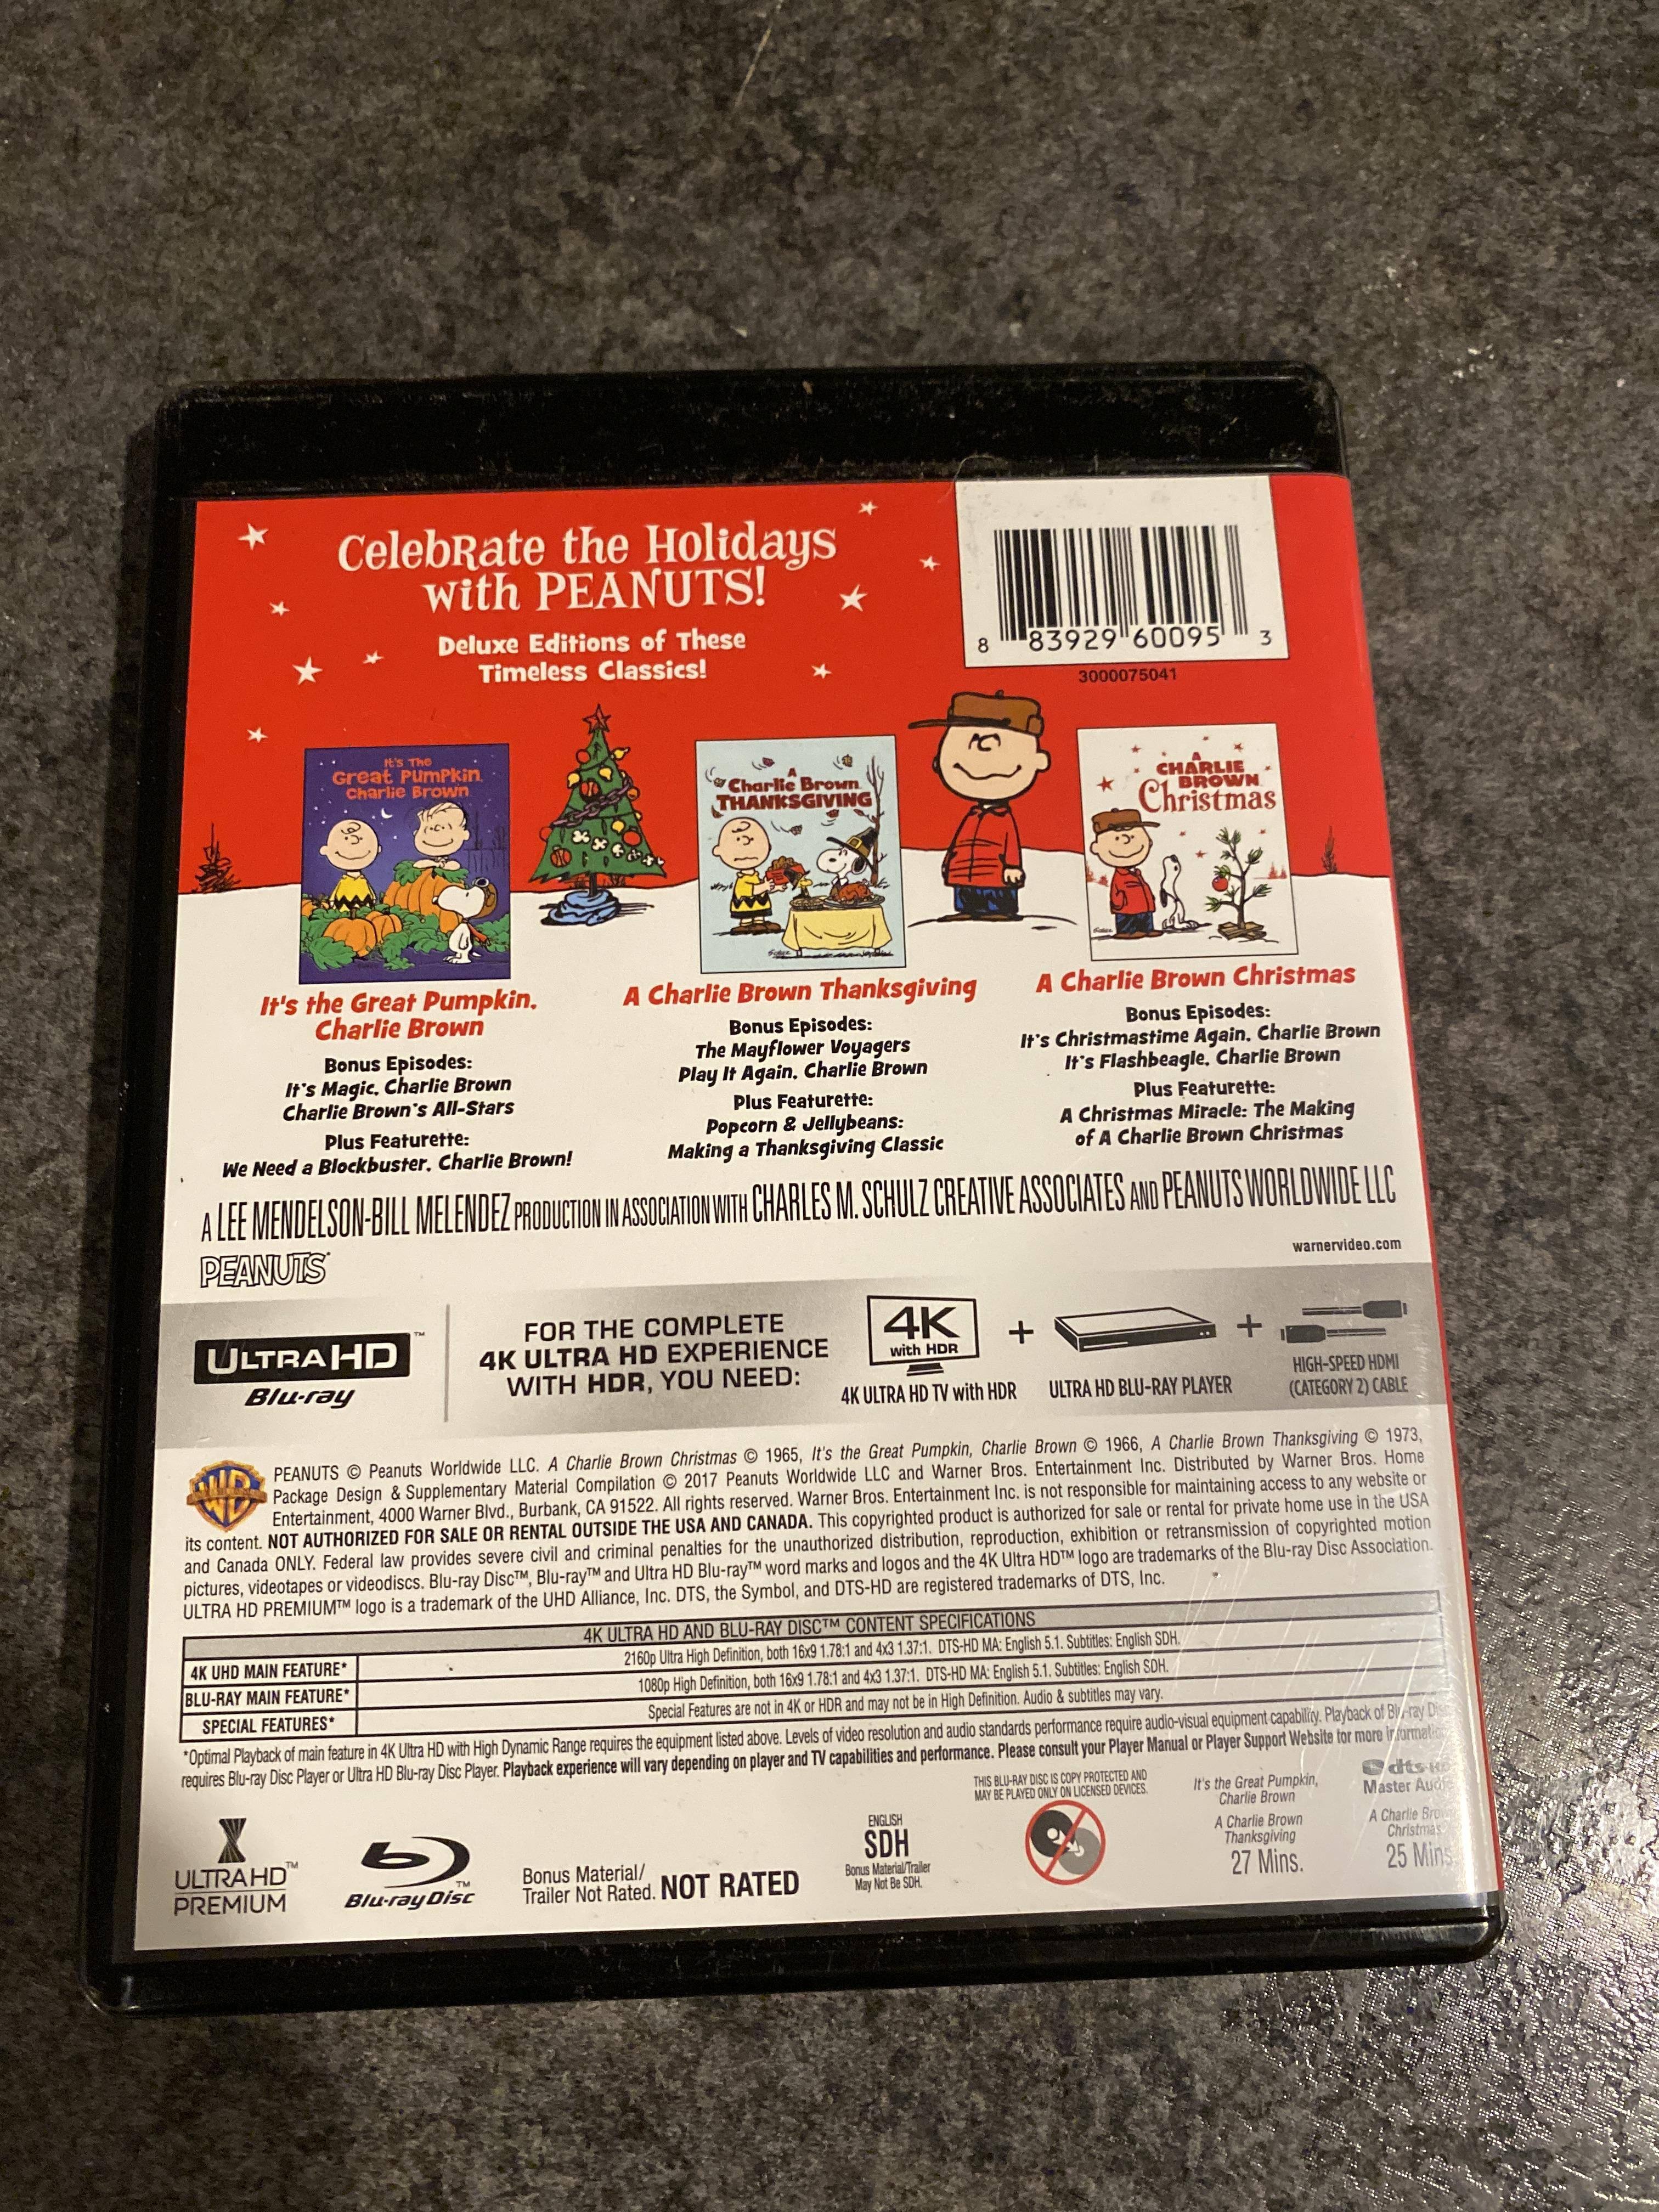 Celebrate the Holidays
with PEANUTS!
Deluxe Editions of These
Timeless Classics!
8 83929 60095 3
3000075041
It's The
Great Pumpkin,
Charlie Brown
A
Charlie Brown
THANKSGIVING
A
CHARLIE
BROWN
Christmas
It's the Great Pumpkin,
Charlie Brown
Bonus Episodes:
It's Magic, Charlie Brown
Charlie Brown's All-Stars
Plus Featurette:
We Need a Blockbuster, Charlie Brown!
A Charlie Brown Thanksgiving
Bonus Episodes:
The Mayflower Voyagers
Play It Again, Charlie Brown
Plus Featurette:
Popcorn & Jellybeans:
Making a Thanksgiving Classic
A Charlie Brown Christmas
Bonus Episodes:
It's Christmastime Again, Charlie Brown
It's Flashbeagle, Charlie Brown
Plus Featurette:
A Christmas Miracle: The Making
of A Charlie Brown Christmas
A LEE MENDELSON-BILL MELENDEZ PRODUCTION IN ASSOCIATION WITH CHARLES M. SCHULZ CREATIVE ASSOCIATES AND PEANUTS WORLDWIDE LLC
PEANUTS
warnervideo.com
ULTRA HD™
Blu-ray
FOR THE COMPLETE
4K ULTRA HD EXPERIENCE
WITH HDR, YOU NEED:
4K
with HDR
4K ULTRA HD TV with HDR
+
ULTRA HD BLU-RAY PLAYER
+
HIGH-SPEED HDMI
(CATEGORY 2) CABLE
WB
PEANUTS © Peanuts Worldwide LLC. A Charlie Brown Christmas © 1965, It's the Great Pumpkin, Charlie Brown © 1966, A Charlie Brown Thanksgiving © 1973,
Package Design & Supplementary Material Compilation © 2017 Peanuts Worldwide LLC and Warner Bros. Entertainment Inc. Distributed by Warner Bros. Home
Entertainment, 4000 Warner Blvd., Burbank, CA 91522. All rights reserved. Warner Bros. Entertainment Inc. is not responsible for maintaining access to any website or
its content. NOT AUTHORIZED FOR SALE OR RENTAL OUTSIDE THE USA AND CANADA. This copyrighted product is authorized for sale or rental for private home use in the USA
and Canada ONLY. Federal law provides severe civil and criminal penalties for the unauthorized distribution, reproduction, exhibition or retransmission of copyrighted motion
pictures, videotapes or videodiscs. Blu-ray Disc™, Blu-ray™ and Ultra HD Blu-ray™ word marks and logos and the 4K Ultra HD™ logo are trademarks of the Blu-ray Disc Association.
ULTRA HD PREMIUM™ logo is a trademark of the UHD Alliance, Inc. DTS, the Symbol, and DTS-HD are registered trademarks of DTS, Inc.
4K ULTRA HD AND BLU-RAY DISC™ CONTENT SPECIFICATIONS
4K UHD MAIN FEATURE* 2160p Ultra High Definition, both 16x9 1.78:1 and 4x3 1.37:1. DTS-HD MA: English 5.1. Subtitles: English SDH.
BLU-RAY MAIN FEATURE* 1080p High Definition, both 16x9 1.78:1 and 4x3 1.37:1. DTS-HD MA: English 5.1. Subtitles: English SDH.
SPECIAL FEATURES* Special Features are not in 4K or HDR and may not be in High Definition. Audio & subtitles may vary.
*Optimal Playback of main feature in 4K Ultra HD with High Dynamic Range requires the equipment listed above. Levels of video resolution and audio standards performance require audio-visual equipment capability. Playback of Blu-ray Disc
requires Blu-ray Disc Player or Ultra HD Blu-ray Disc Player. Playback experience will vary depending on player and TV capabilities and performance. Please consult your Player Manual or Player Support Website for more information
ULTRA HD™
PREMIUM
Blu-ray Disc™
Bonus Material/
Trailer Not Rated. NOT RATED
ENGLISH
SDH
Bonus Material/Trailer
May Not Be SDH.
THIS BLU-RAY DISC IS COPY PROTECTED AND
MAY BE PLAYED ONLY ON LICENSED DEVICES.
It's the Great Pumpkin,
Charlie Brown
A Charlie Brown
Thanksgiving
27 Mins.
dts-HD
Master Audio
A Charlie Brown
Christmas
25 Mins.